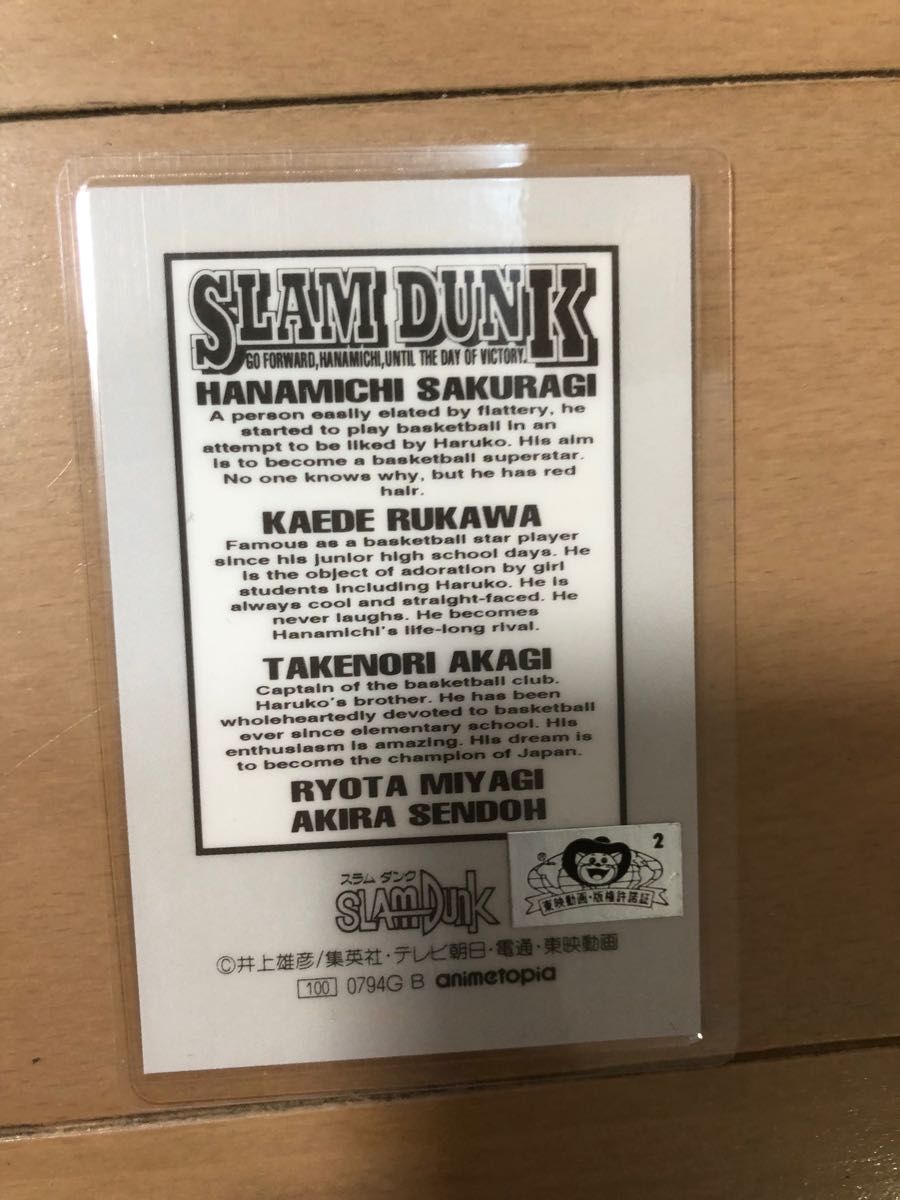 SLAM DUNK
GO FORWARD, HANAMICHI, UNTIL THE DAY OF VICTORY.
HANAMICHI SAKURAGI
A person easily elated by flattery, he
started to play basketball in an
attempt to be liked by Haruko. His aim
is to become a basketball superstar.
No one knows why, but he has red
hair.
KAEDE RUKAWA
Famous as a basketball star player
since his junior high school days. He
is the object of adoration by girl
students including Haruko. He is
always cool and straight-faced. He
never laughs. He becomes
Hanamichi's life-long rival.
TAKENORI AKAGI
Captain of the basketball club.
Haruko's brother. He has been
wholeheartedly devoted to basketball
ever since elementary school. His
enthusiasm is amazing. His dream is
to become the champion of Japan.
RYOTA MIYAGI
AKIRA SENDOH
2
®
東映動画・版権許諾証
スラム ダンク
SLAM DUNK
©井上雄彦/集英社・テレビ朝日・電通・東映動画
100 0794G B animetopia